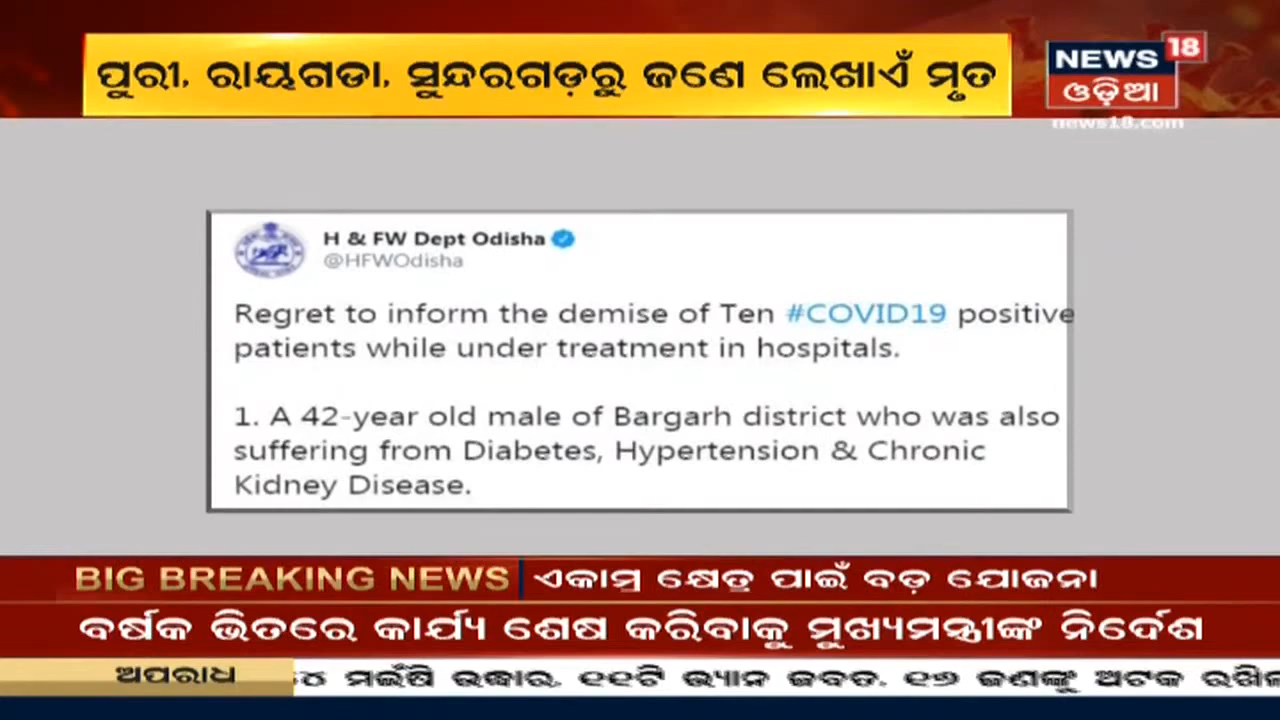 ପୁରୀ, ରାୟଗଡା, ସୁନ୍ଦରଗଡ଼ରୁ ଜଣେ ଲେଖାଏଁ ମୃତ
NEWS 18
ଓଡ଼ିଆ
news18.com
H & FW Dept Odisha
@HFWOdisha
Regret to inform the demise of Ten #COVID19 positive
patients while under treatment in hospitals.
1. A 42-year old male of Bargarh district who was also
suffering from Diabetes, Hypertension & Chronic
Kidney Disease.
BIG BREAKING NEWS ଏକାମ୍ର କ୍ଷେତ୍ର ପାଇଁ ବଡ଼ ଯୋଜନା
ବର୍ଷକ ଭିତରେ କାର୍ଯ୍ୟ ଶେଷ କରିବାକୁ ମୁଖ୍ୟମନ୍ତ୍ରୀଙ୍କ ନିର୍ଦେଶ
ଅପରାଧ ମଇଁଷି ଉଦ୍ଧାର, ୧୧ଟି ଭ୍ୟାନ ଜବତ, ୧୬ ଜଣଙ୍କୁ ଅଟକ